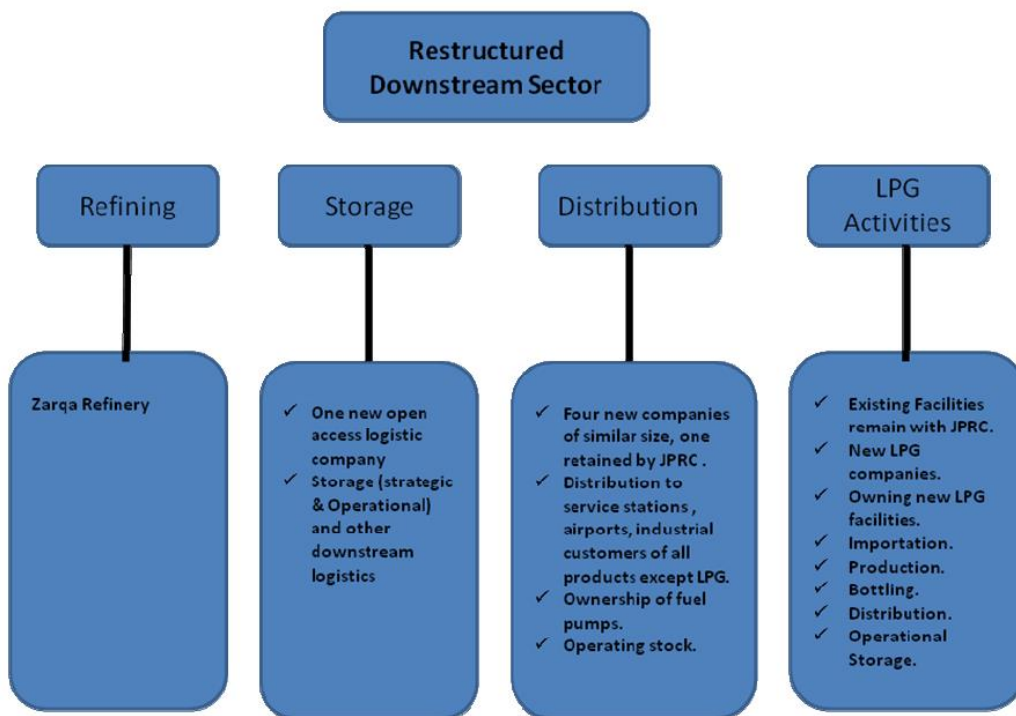 Restructured
Downstream Sector
Refining
Storage
Distribution
LPG
Activities
Zarqa Refinery
✓ One new open
access logistic
company
✓ Storage (strategic
& Operational)
and other
downstream
logistics
✓ Four new companies
of similar size, one
retained by JPRC .
✓ Distribution to
service stations ,
airports, industrial
customers of all
products except LPG.
✓ Ownership of fuel
pumps.
✓ Operating stock.
✓ Existing Facilities
remain with JPRC.
✓ New LPG
companies.
✓ Owning new LPG
facilities.
✓ Importation.
✓ Production.
✓ Bottling.
✓ Distribution.
✓ Operational
Storage.